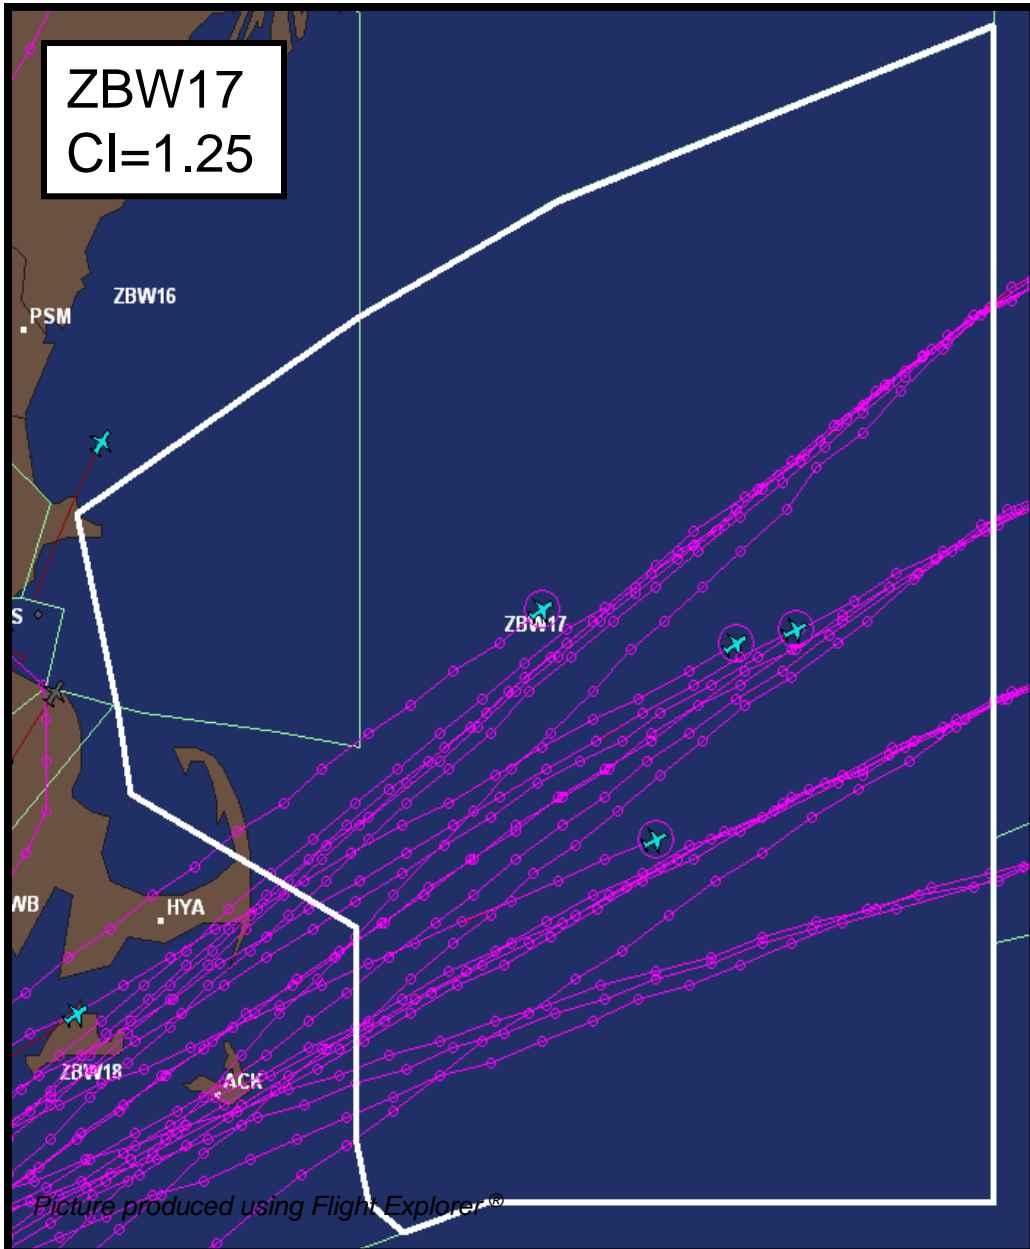 ZBW17
CI=1.25
ZBW16
PSM
S
ZBW17
WB
HYA
ZBW18
ACK
Picture produced using Flight Explorer ®